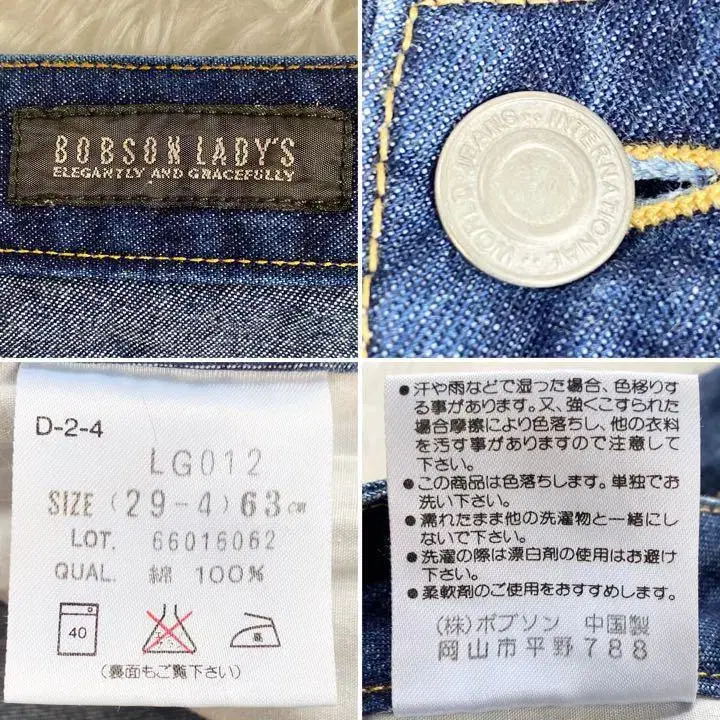 BOBSON LADY'S
ELEGANTLY AND GRACEFULLY
WORLD JEANS INTERNATIONAL
D-2-4
LG012
SIZE (29-4) 63cm
LOT. 66016062
QUAL. 綿 100%
40
高
(裏面もご覧下さい)
●汗や雨などで湿った場合、色移りす
る事があります。又、強くこすられた
場合摩擦により色落ちし、他の衣料
を汚す事がありますので注意して
下さい。
●この商品は色落ちします。単独でお
洗い下さい。
●濡れたまま他の洗濯物と一緒にし
ないで下さい。
●洗濯の際は漂白剤の使用はお避け
下さい。
●柔軟剤のご使用をおすすめします。
(株)ボブソン 中国製
岡山市平野788